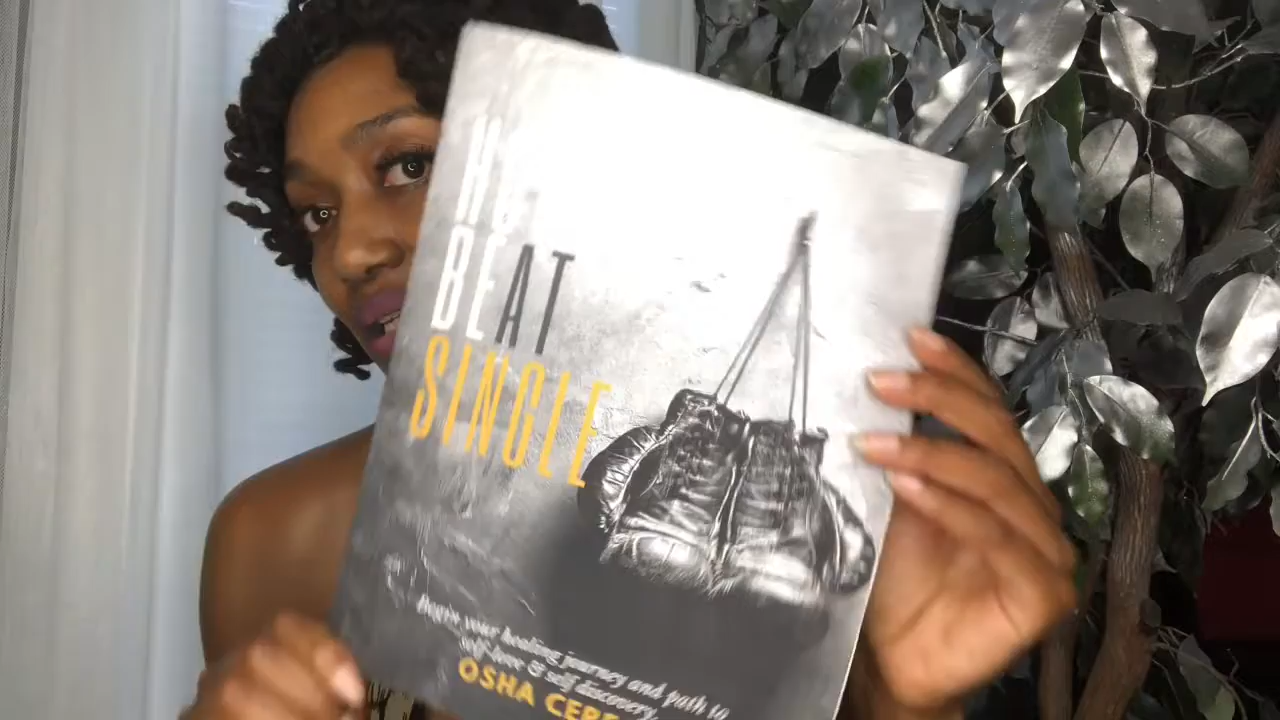 BEAT
SINGLE
Begin your healing journey and path to
self-love & self discovery.
OSHA